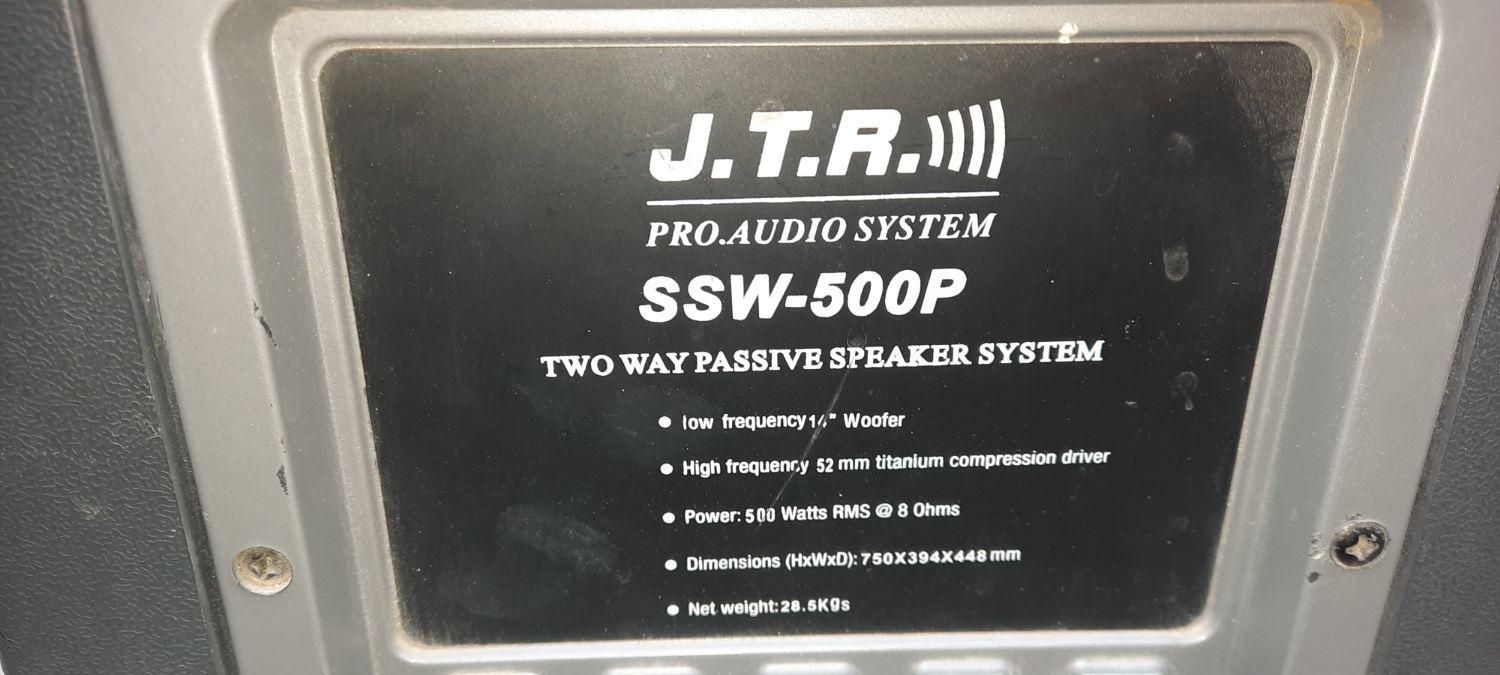 J.T.R.
PRO.AUDIO SYSTEM
SSW-500P
TWO WAY PASSIVE SPEAKER SYSTEM
● low frequency Woofer
● High frequency 52 mm titanium compression driver
● Power: 500 Watts RMS @ 8 Ohms
● Dimensions (HxWxD): 750X394X448 mm
● Net weight: 28.5Kgs